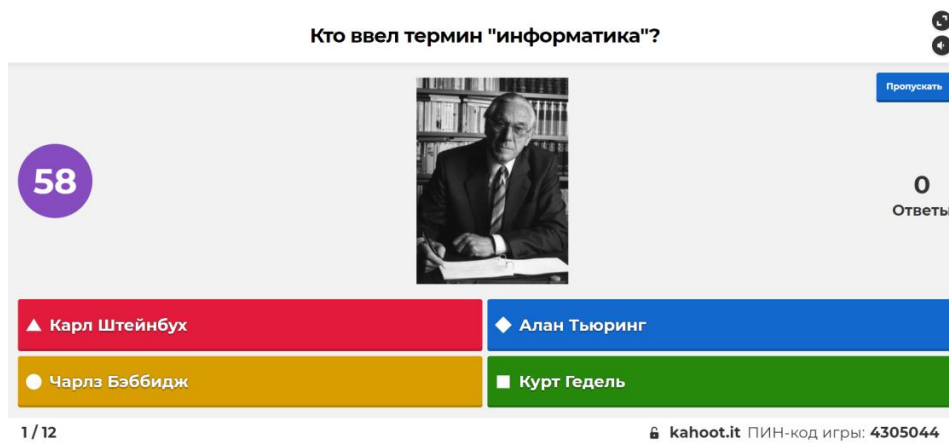 Кто ввел термин "информатика"?
Пропускать
58
0
Ответы
Карл Штейнбух
Алан Тьюринг
Чарлз Бэббидж
Курт Гедель
1 / 12
kahoot.it ПИН-код игры: 4305044